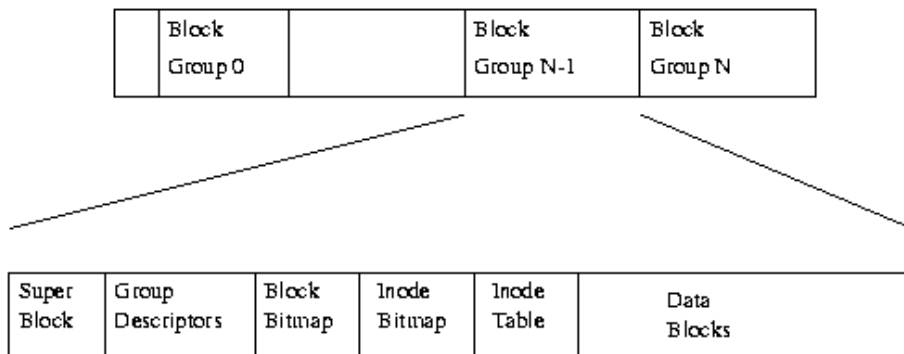 Block
Group 0
Block
Group N-1
Block
Group N
Super
Block
Group
Descriptors
Block
Bitmap
Inode
Bitmap
Inode
Table
Data
Blocks